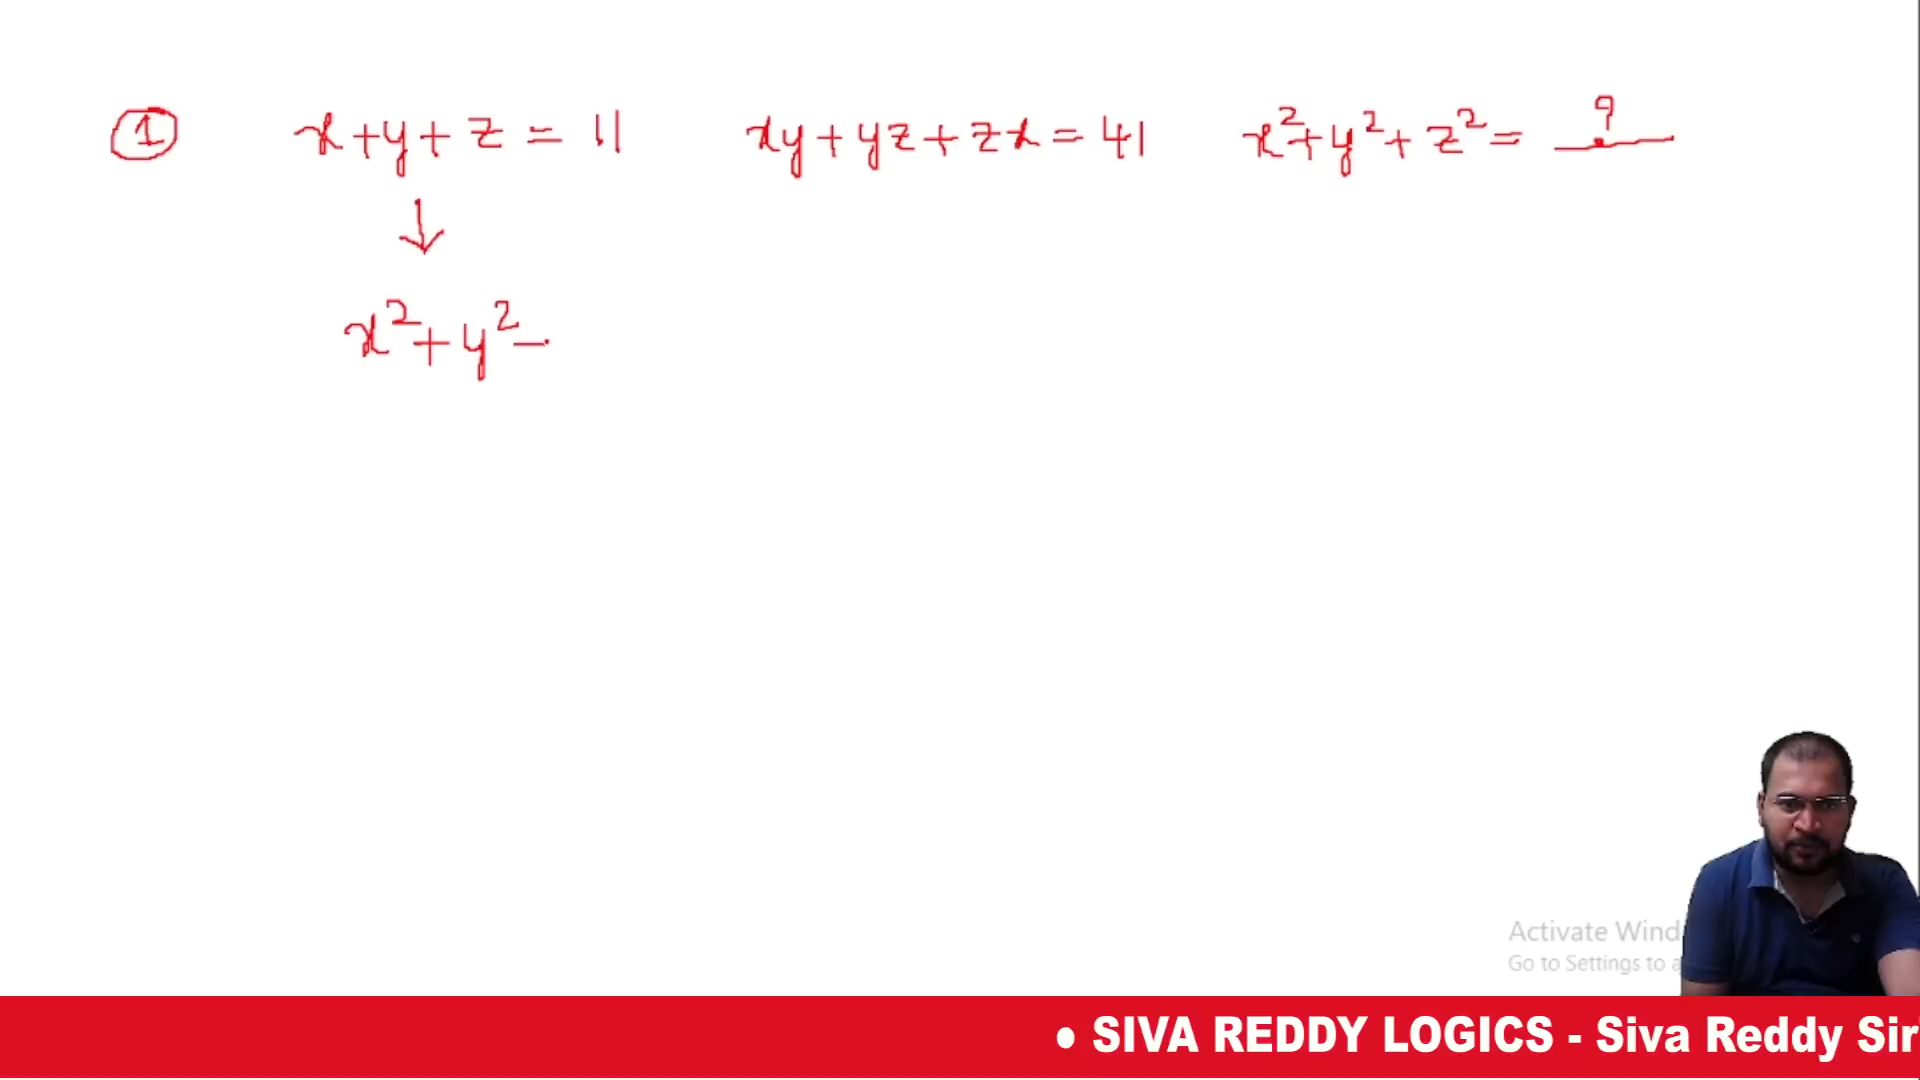 ① x+y+z = 11 xy+yz+zx = 41 x²+y²+z² = ?
↓
x²+y²-
Activate Wind
Go to Settings to a
• SIVA REDDY LOGICS - Siva Reddy Sir